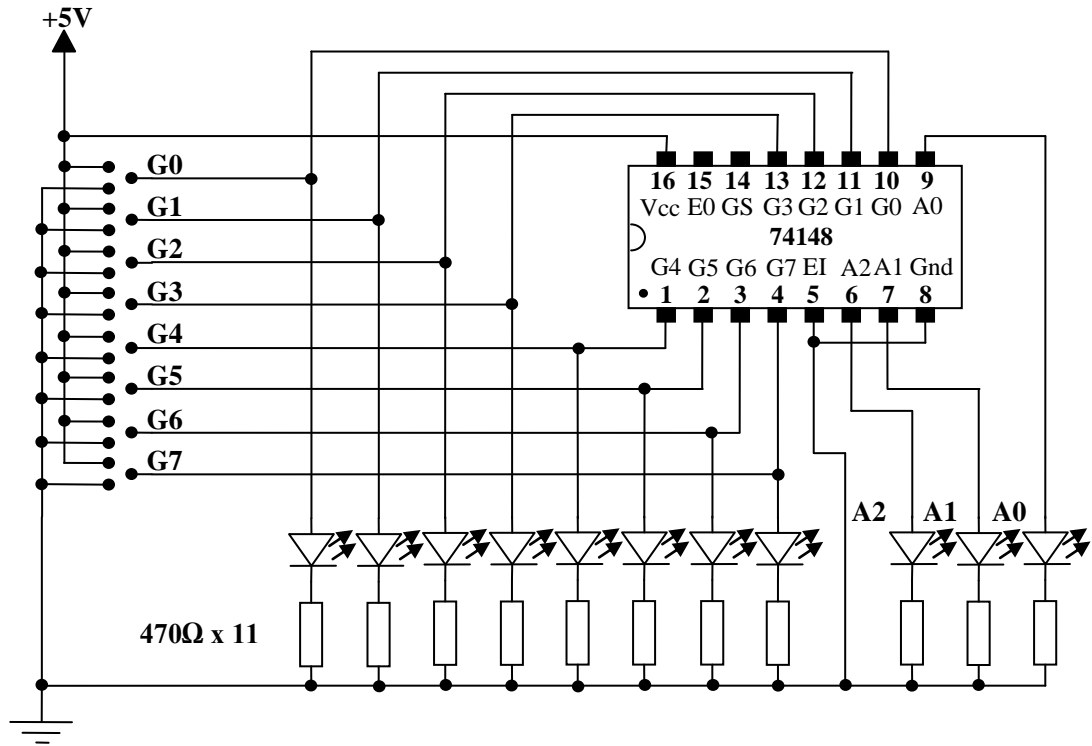 +5V
G0
G1
G2
G3
G4
G5
G6
G7
16 15 14 13 12 11 10 9
Vcc E0 GS G3 G2 G1 G0 A0
74148
G4 G5 G6 G7 EI A2 A1 Gnd
1 2 3 4 5 6 7 8
A2 A1 A0
470Ω x 11